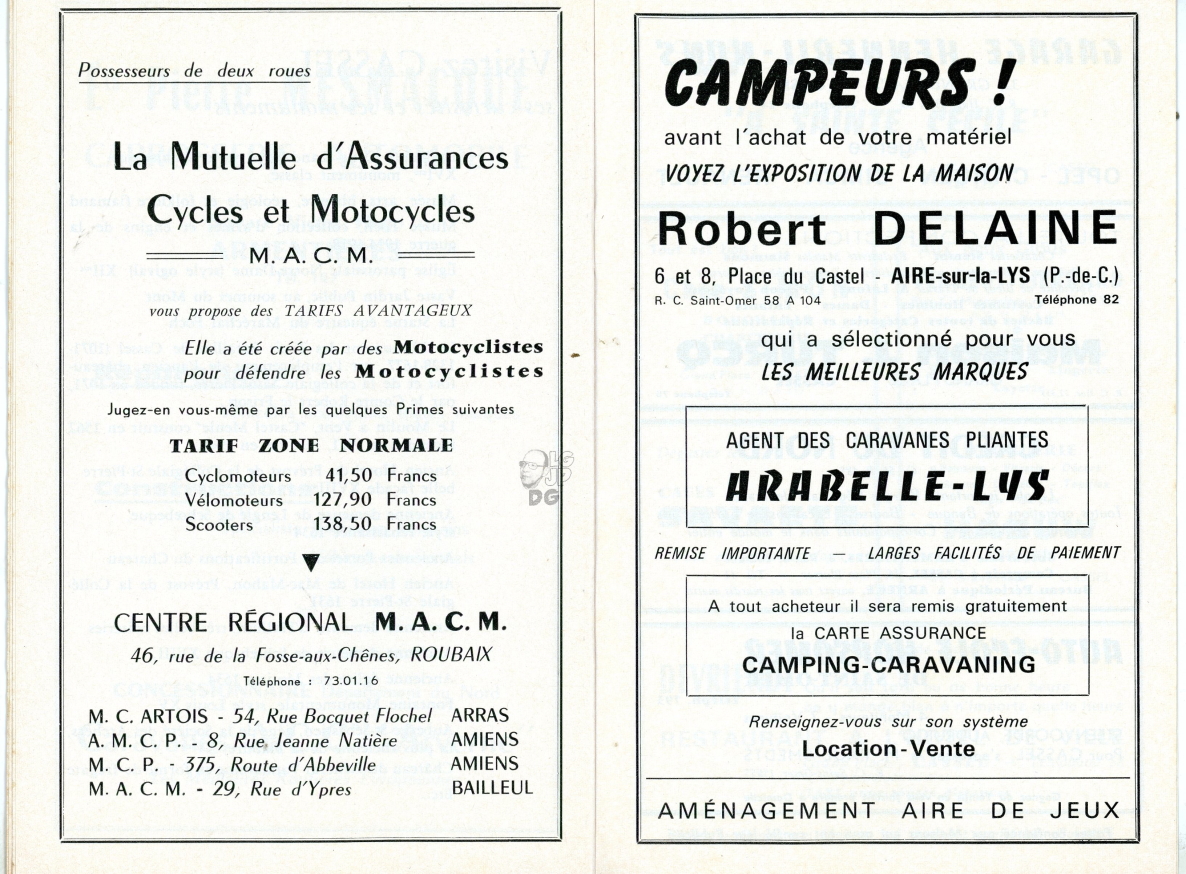 Possesseurs de deux roues
La Mutuelle d'Assurances
Cycles et Motocycles
M. A. C. M.
vous propose des TARIFS AVANTAGEUX
Elle a été créée par des Motocyclistes
pour défendre les Motocyclistes
Jugez-en vous-même par les quelques Primes suivantes
TARIF ZONE NORMALE
Cyclomoteurs 41,50 Francs
Vélomoteurs 127,90 Francs
Scooters 138,50 Francs
CENTRE RÉGIONAL M. A. C. M.
46, rue de la Fosse-aux-Chênes, ROUBAIX
Téléphone : 73.01.16
M. C. ARTOIS - 54, Rue Bocquet Flochel ARRAS
A. M. C. P. - 8, Rue Jeanne Natière AMIENS
M. C. P. - 375, Route d'Abbeville AMIENS
M. A. C. M. - 29, Rue d'Ypres BAILLEUL
DG
CAMPEURS !
avant l'achat de votre matériel
VOYEZ L'EXPOSITION DE LA MAISON
Robert DELAINE
6 et 8, Place du Castel - AIRE-sur-la-LYS (P.-de-C.)
R. C. Saint-Omer 58 A 104 Téléphone 82
qui a sélectionné pour vous
LES MEILLEURES MARQUES
AGENT DES CARAVANES PLIANTES
ARABELLE-LYS
REMISE IMPORTANTE — LARGES FACILITÉS DE PAIEMENT
A tout acheteur il sera remis gratuitement
la CARTE ASSURANCE
CAMPING-CARAVANING
Renseignez-vous sur son système
Location - Vente
AMÉNAGEMENT AIRE DE JEUX